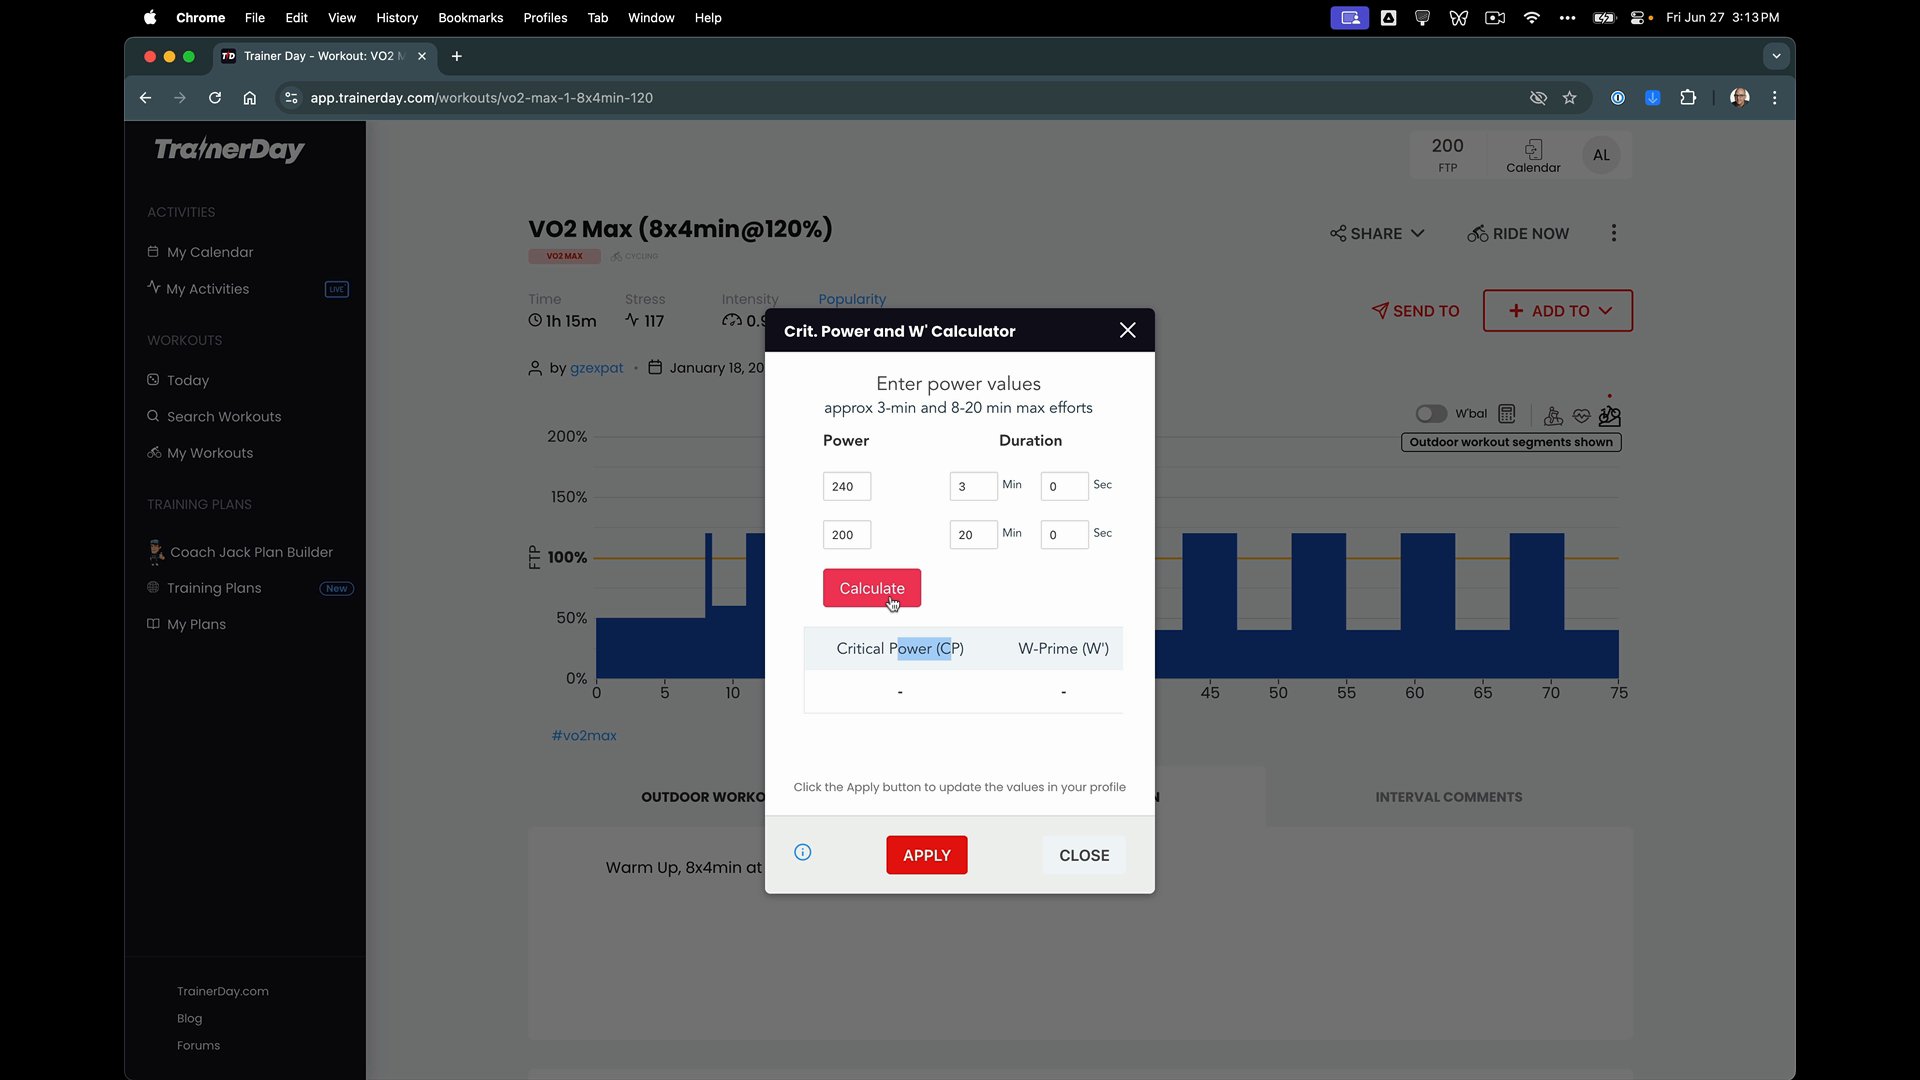 Chrome File Edit View History Bookmarks Profiles Tab Window Help Fri Jun 27 3:13 PM
Trainer Day - Workout: VO2 M
app.trainerday.com/workouts/vo2-max-1-8x4min-120
TrainerDay
ACTIVITIES
My Calendar
My Activities LIVE
WORKOUTS
Today
Search Workouts
My Workouts
TRAINING PLANS
Coach Jack Plan Builder
Training Plans New
My Plans
TrainerDay.com
Blog
Forums
200
FTP
Calendar
AL
VO2 Max (8x4min@120%)
VO2 MAX CYCLING
SHARE RIDE NOW
Time Stress Intensity Popularity
1h 15m 117 0.9
SEND TO + ADD TO
by gzexpat • January 18, 20
W'bal
Outdoor workout segments shown
200%
150%
FTP 100%
50%
0%
0 5 10 45 50 55 60 65 70 75
#vo2max
OUTDOOR WORKO N INTERVAL COMMENTS
Warm Up, 8x4min at
Crit. Power and W' Calculator
Enter power values
approx 3-min and 8-20 min max efforts
Power Duration
240 3 Min 0 Sec
200 20 Min 0 Sec
Calculate
Critical Power (CP) W-Prime (W')
- -
Click the Apply button to update the values in your profile
APPLY CLOSE